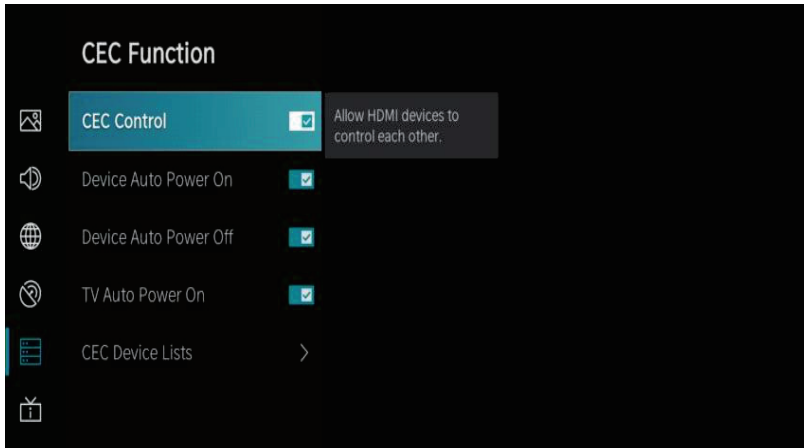 CEC Function
CEC Control
Allow HDMI devices to
control each other.
Device Auto Power On
Device Auto Power Off
TV Auto Power On
CEC Device Lists